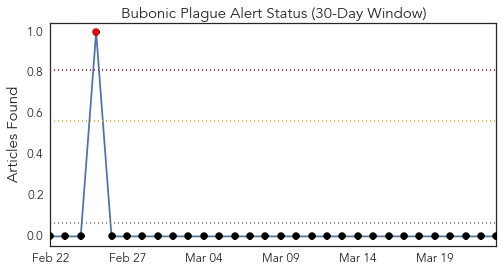 Bubonic Plague Alert Status (30-Day Window)
Articles Found
1.0
0.8
0.6
0.4
0.2
0.0
Feb 22
Feb 27
Mar 04
Mar 09
Mar 14
Mar 19